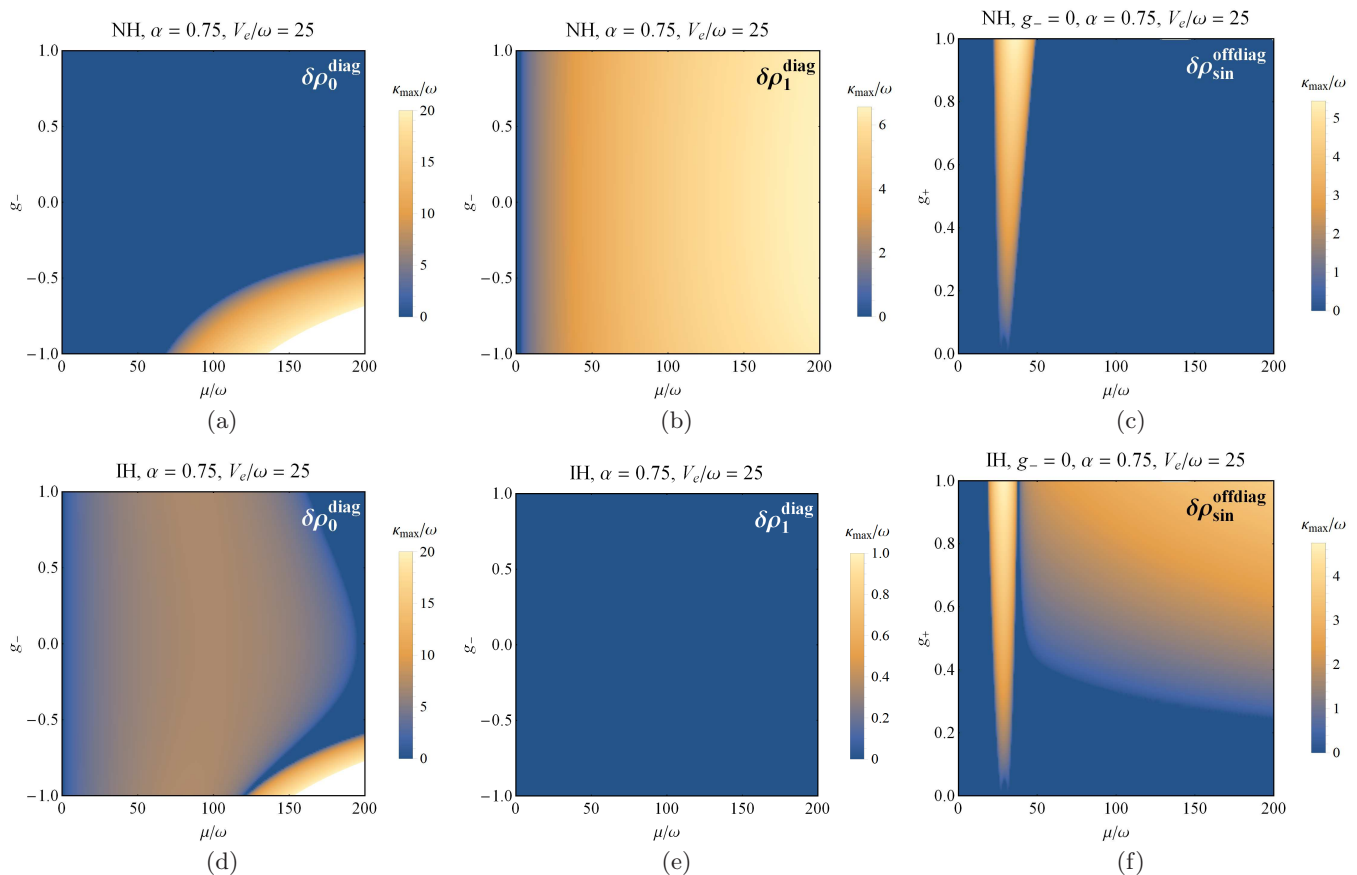 NH, α = 0.75, V_e/ω = 25
δρ_0^diag
κ_max/ω
20
15
10
5
0
1.0
0.5
0.0
−0.5
−1.0
g_−
0 50 100 150 200
μ/ω
(a)
NH, α = 0.75, V_e/ω = 25
δρ_1^diag
κ_max/ω
6
4
2
0
1.0
0.5
0.0
−0.5
−1.0
g_−
0 50 100 150 200
μ/ω
(b)
NH, g_− = 0, α = 0.75, V_e/ω = 25
δρ_sin^offdiag
κ_max/ω
5
4
3
2
1
0
1.0
0.8
0.6
0.4
0.2
0.0
g_+
0 50 100 150 200
μ/ω
(c)
IH, α = 0.75, V_e/ω = 25
δρ_0^diag
κ_max/ω
20
15
10
5
0
1.0
0.5
0.0
−0.5
−1.0
g_−
0 50 100 150 200
μ/ω
(d)
IH, α = 0.75, V_e/ω = 25
δρ_1^diag
κ_max/ω
1.0
0.8
0.6
0.4
0.2
0
1.0
0.5
0.0
−0.5
−1.0
g_−
0 50 100 150 200
μ/ω
(e)
IH, g_− = 0, α = 0.75, V_e/ω = 25
δρ_sin^offdiag
κ_max/ω
4
3
2
1
0
1.0
0.8
0.6
0.4
0.2
0.0
g_+
0 50 100 150 200
μ/ω
(f)